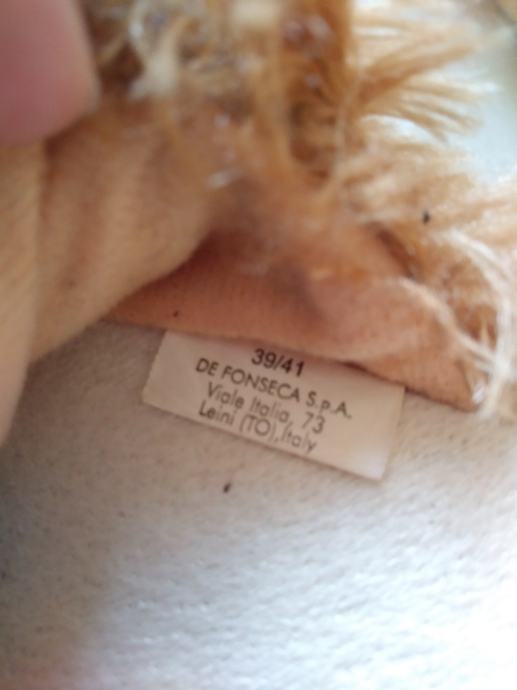 39/41
DE FONSECA S.p.A.
Viale Italia, 73
Leini (TO), Italy